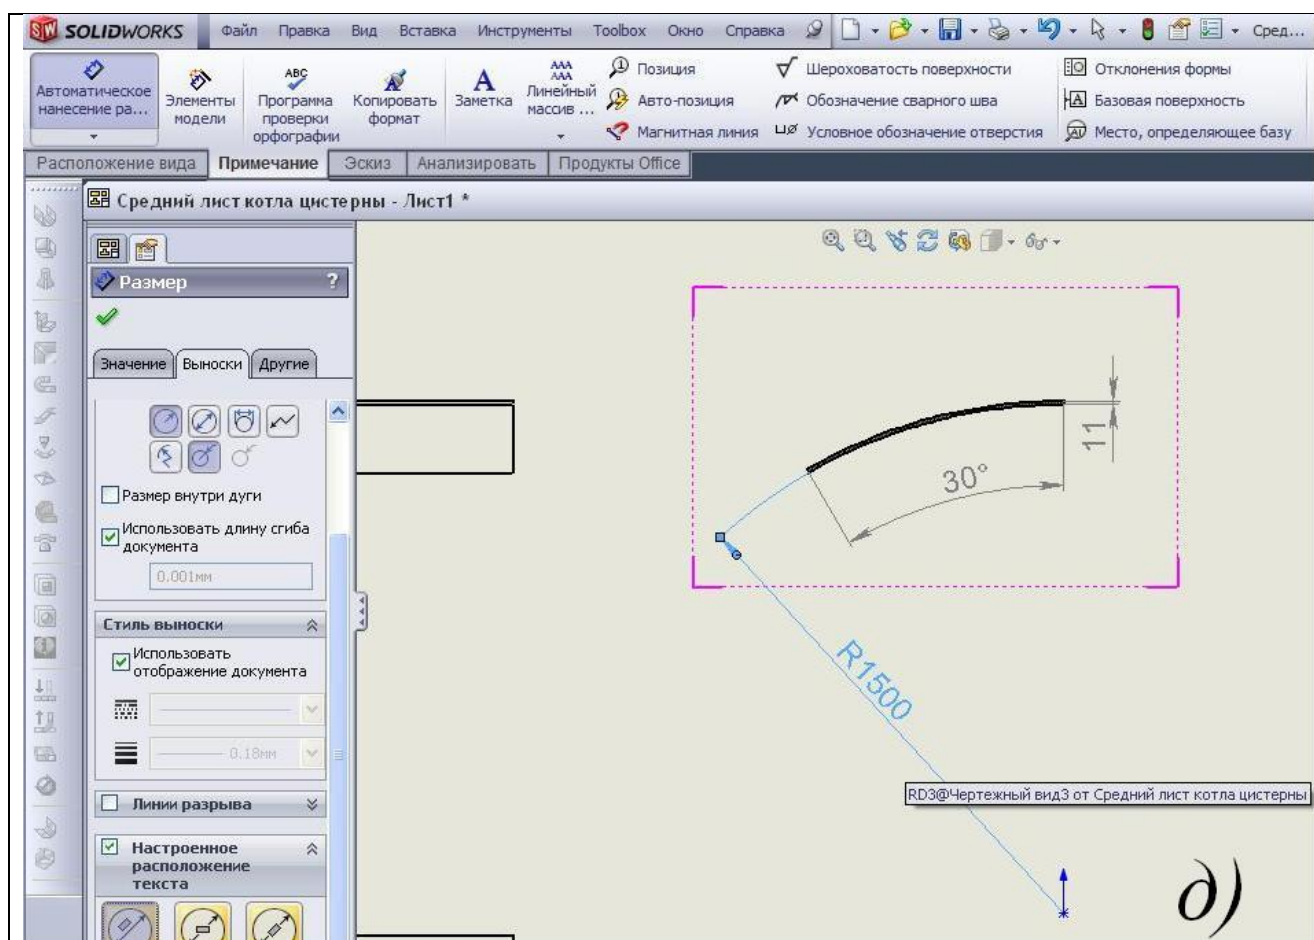 SW SOLIDWORKS Файл Правка Вид Вставка Инструменты Toolbox Окно Справка Сред...
Автоматическое нанесение ра...
Элементы модели
ABC
Программа проверки орфографии
Копировать формат
A
Заметка
Линейный массив ...
Позиция
Авто-позиция
Магнитная линия
Шероховатость поверхности
Обозначение сварного шва
Условное обозначение отверстия
Отклонения формы
Базовая поверхность
Место, определяющее базу
Расположение вида Примечание Эскиз Анализировать Продукты Office
Средний лист котла цистерны - Лист1 *
Размер ?
Значение Выноски Другие
Размер внутри дуги
Использовать длину сгиба
документа
0.001мм
Стиль выноски
Использовать
отображение документа
0.18мм
Линии разрыва
Настроенное
расположение
текста
30°
11
R1500
RD3@Чертежный вид3 от Средний лист котла цистерны
д)